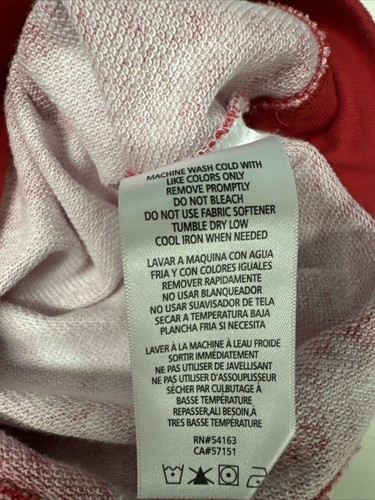 MACHINE WASH COLD WITH
LIKE COLORS ONLY
REMOVE PROMPTLY
DO NOT BLEACH
DO NOT USE FABRIC SOFTENER
TUMBLE DRY LOW
COOL IRON WHEN NEEDED
LAVAR A MAQUINA CON AGUA
FRIA Y CON COLORES IGUALES
REMOVER RAPIDAMENTE
NO USAR BLANQUEADOR
NO USAR SUAVISADOR DE TELA
SECAR A TEMPERATURA BAJA
PLANCHA FRIA SI NECESITA
LAVER À LA MACHINE À LEAU FROIDE
SORTIR IMMÉDIATEMENT
NE PAS UTILISER DE JAVELLISANT
NE PAS UTILISER D'ASSOUPLISEUR
SÉCHER PAR CULBUTAGE À
BASSE TEMPÉRATURE
REPASSER,ALI BESOIN,À
TRES BASSE TEMPÉRATURE
RN#54163
CA#57151